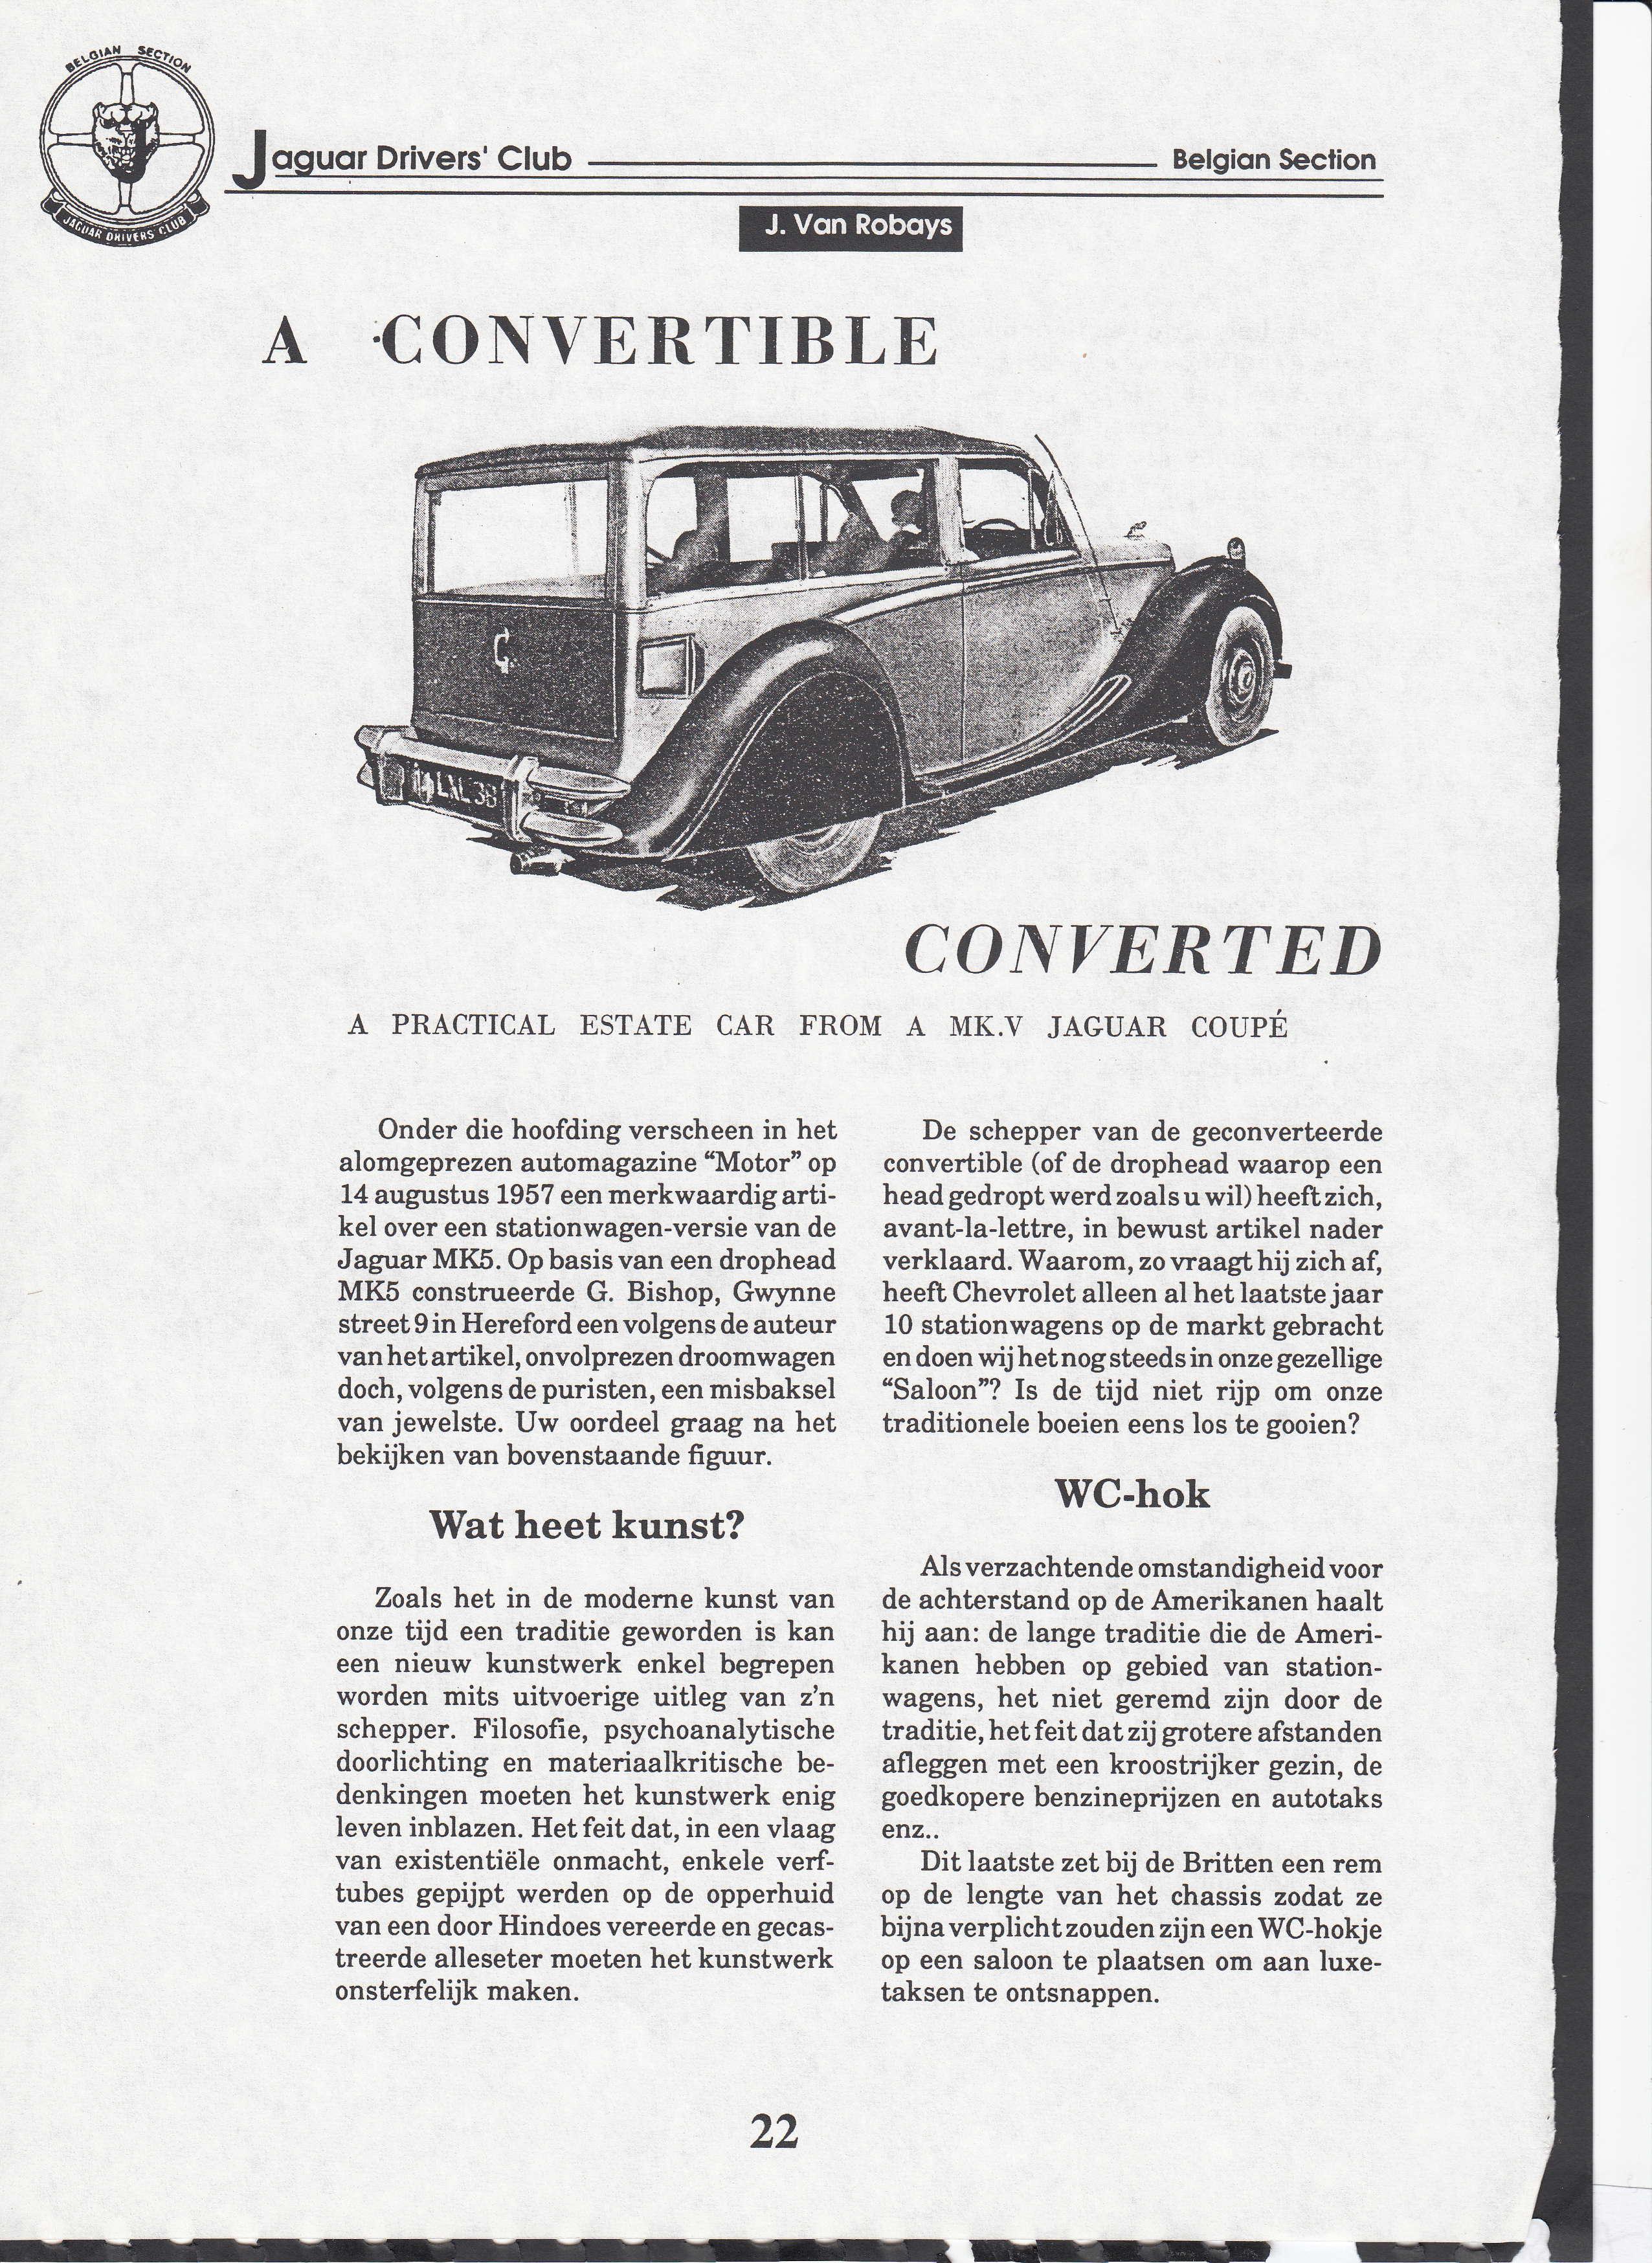 BELGIAN SECTION
JAGUAR DRIVERS' CLUB
Jaguar Drivers' Club
Belgian Section
J. Van Robays
A CONVERTIBLE
CONVERTED
A PRACTICAL ESTATE CAR FROM A MK.V JAGUAR COUPÉ
Onder die hoofding verscheen in het
alomgeprezen automagazine “Motor” op
14 augustus 1957 een merkwaardig arti-
kel over een stationwagen-versie van de
Jaguar MK5. Op basis van een drophead
MK5 construeerde G. Bishop, Gwynne
street 9 in Hereford een volgens de auteur
van het artikel, onvolprezen droomwagen
doch, volgens de puristen, een misbaksel
van jewelste. Uw oordeel graag na het
bekijken van bovenstaande figuur.
Wat heet kunst?
Zoals het in de moderne kunst van
onze tijd een traditie geworden is kan
een nieuw kunstwerk enkel begrepen
worden mits uitvoerige uitleg van z’n
schepper. Filosofie, psychoanalytische
doorlichting en materiaalkritische be-
denkingen moeten het kunstwerk enig
leven inblazen. Het feit dat, in een vlaag
van existentiële onmacht, enkele verf-
tubes gepijpt werden op de opperhuid
van een door Hindoes vereerde en gecas-
treerde alleseter moeten het kunstwerk
onsterfelijk maken.
De schepper van de geconverteerde
convertible (of de drophead waarop een
head gedropt werd zoals u wil) heeft zich,
avant-la-lettre, in bewust artikel nader
verklaard. Waarom, zo vraagt hij zich af,
heeft Chevrolet alleen al het laatste jaar
10 stationwagens op de markt gebracht
en doen wij het nog steeds in onze gezellige
“Saloon”? Is de tijd niet rijp om onze
traditionele boeien eens los te gooien?
WC-hok
Als verzachtende omstandigheid voor
de achterstand op de Amerikanen haalt
hij aan: de lange traditie die de Ameri-
kanen hebben op gebied van station-
wagens, het niet geremd zijn door de
traditie, het feit dat zij grotere afstanden
afleggen met een kroostrijker gezin, de
goedkopere benzineprijzen en autotaks
enz..
Dit laatste zet bij de Britten een rem
op de lengte van het chassis zodat ze
bijna verplicht zouden zijn een WC-hokje
op een saloon te plaatsen om aan luxe-
taksen te ontsnappen.
22